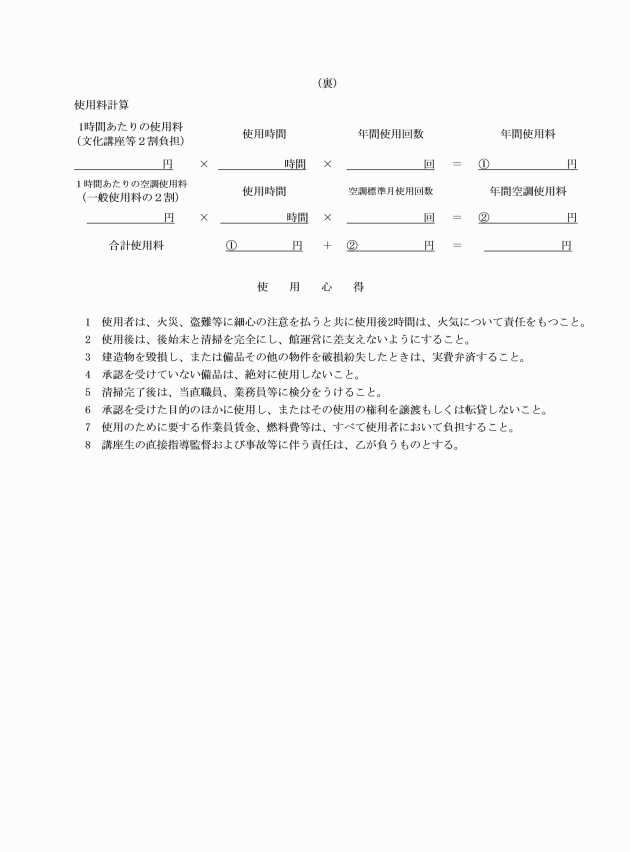 （裏）
使用料計算
1時間あたりの使用料
（文化講座等２割負担） 使用時間 年間使用回数 年間使用料
円 × 時間 × 回 ＝ ① 円
１時間あたりの空調使用料
（一般使用料の２割） 使用時間 空調標準月使用回数 年間空調使用料
円 × 時間 × 回 ＝ ② 円
合計使用料 ① 円 ＋ ② 円 ＝ 円
使 用 心 得
1 使用者は、火災、盗難等に細心の注意を払うと共に使用後2時間は、火気について責任をもつこと。
2 使用後は、後始末と清掃を完全にし、館運営に差支えないようにすること。
3 建造物を毀損し、または備品その他の物件を破損紛失したときは、実費弁済すること。
4 承認を受けていない備品は、絶対に使用しないこと。
5 清掃完了後は、当直職員、業務員等に検分をうけること。
6 承認を受けた目的のほかに使用し、またはその使用の権利を譲渡もしくは転貸しないこと。
7 使用のために要する作業員賃金、燃料費等は、すべて使用者において負担すること。
8 講座生の直接指導監督および事故等に伴う責任は、乙が負うものとする。